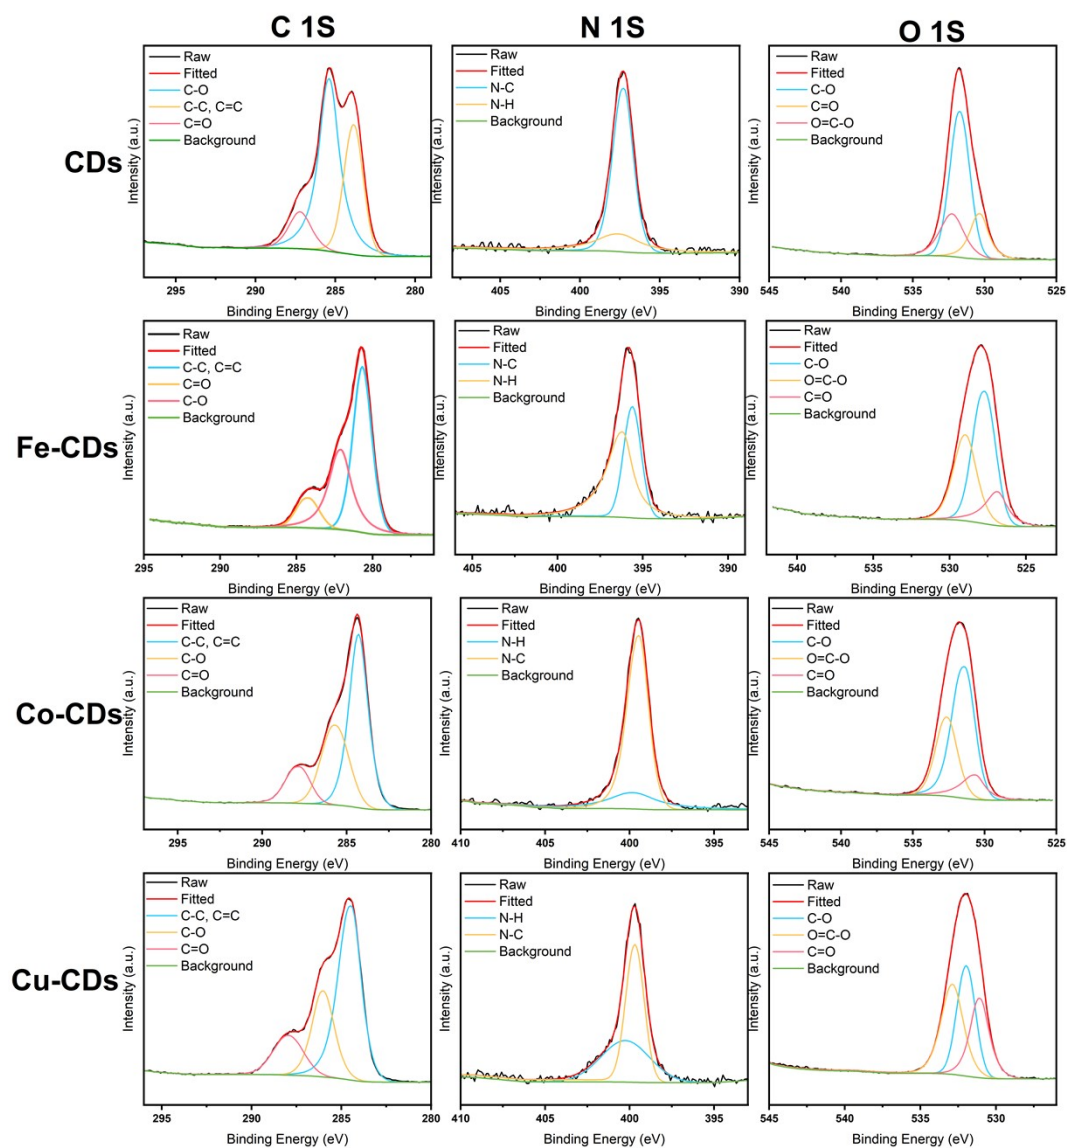 C 1S
N 1S
O 1S
CDs
Intensity (a.u.)
Raw
Fitted
C-O
C-C, C=C
C=O
Background
295 290 285 280
Binding Energy (eV)
Intensity (a.u.)
Raw
Fitted
N-C
N-H
Background
405 400 395 390
Binding Energy (eV)
Intensity (a.u.)
Raw
Fitted
C-O
C=O
O=C-O
Background
545 540 535 530 525
Binding Energy (eV)
Fe-CDs
Intensity (a.u.)
Raw
Fitted
C-C, C=C
C=O
C-O
Background
295 290 285 280
Binding Energy (eV)
Intensity (a.u.)
Raw
Fitted
N-C
N-H
Background
405 400 395 390
Binding Energy (eV)
Intensity (a.u.)
Raw
Fitted
C-O
O=C-O
C=O
Background
540 535 530 525
Binding Energy (eV)
Co-CDs
Intensity (a.u.)
Raw
Fitted
C-C, C=C
C-O
C=O
Background
295 290 285 280
Binding Energy (eV)
Intensity (a.u.)
Raw
Fitted
N-H
N-C
Background
410 405 400 395
Binding Energy (eV)
Intensity (a.u.)
Raw
Fitted
C-O
O=C-O
C=O
Background
545 540 535 530 525
Binding Energy (eV)
Cu-CDs
Intensity (a.u.)
Raw
Fitted
C-C, C=C
C-O
C=O
Background
295 290 285 280
Binding Energy (eV)
Intensity (a.u.)
Raw
Fitted
N-H
N-C
Background
410 405 400 395
Binding Energy (eV)
Intensity (a.u.)
Raw
Fitted
C-O
O=C-O
C=O
Background
545 540 535 530
Binding Energy (eV)